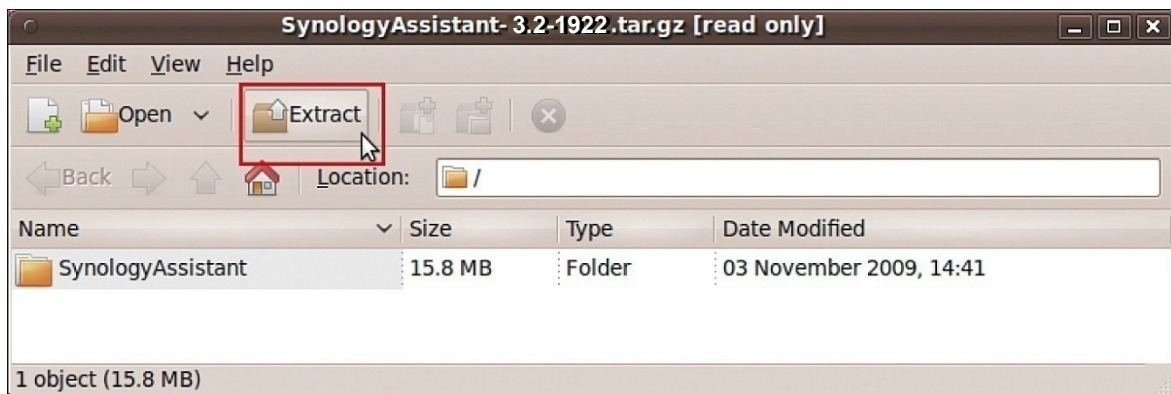 SynologyAssistant- 3.2-1922.tar.gz [read only]
File Edit View Help
Open Extract
Back Location: /
Name Size Type Date Modified
SynologyAssistant 15.8 MB Folder 03 November 2009, 14:41
1 object (15.8 MB)